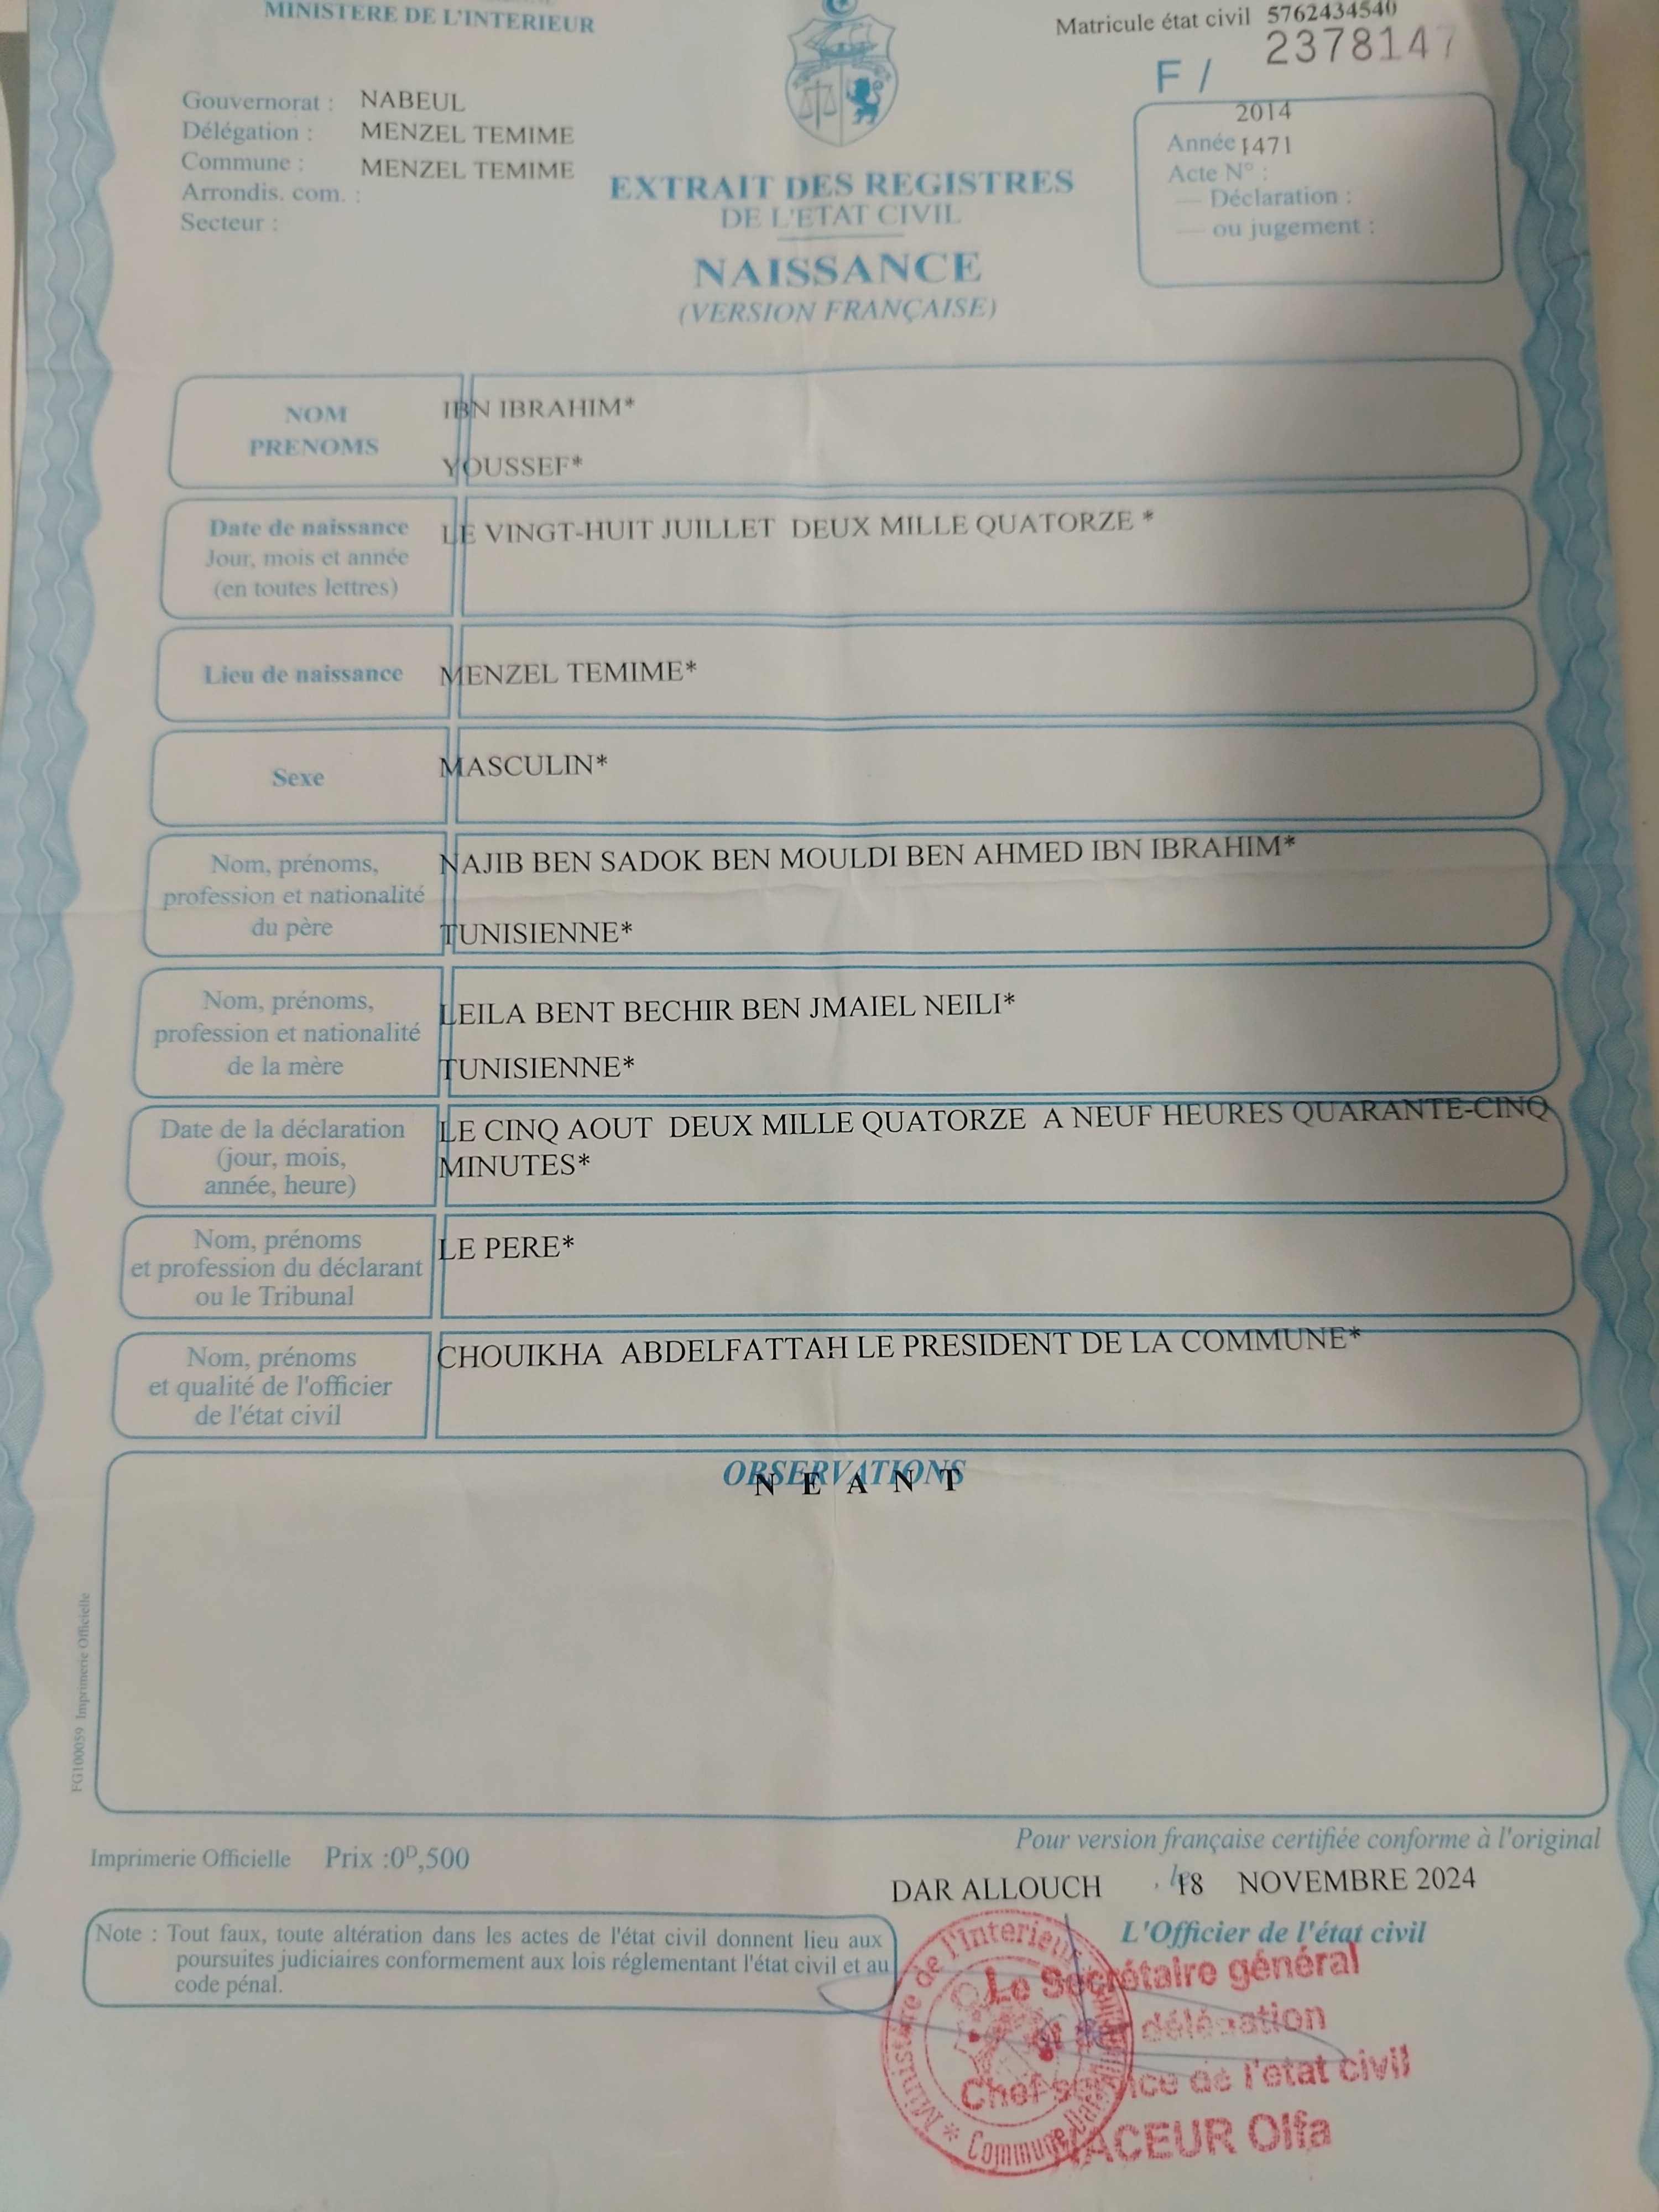 MINISTERE DE L'INTERIEUR
Matricule état civil 5762434540
F / 2378147
Gouvernorat : NABEUL
Délégation : MENZEL TEMIME
Commune : MENZEL TEMIME
Arrondis. com. :
Secteur :
EXTRAIT DES REGISTRES
DE L'ETAT CIVIL
NAISSANCE
(VERSION FRANÇAISE)
2014
Année 1471
Acte N° :
— Déclaration :
— ou jugement :
NOM
PRENOMS
IBN IBRAHIM*
YOUSSEF*
Date de naissance
Jour, mois et année
(en toutes lettres)
LE VINGT-HUIT JUILLET DEUX MILLE QUATORZE *
Lieu de naissance
MENZEL TEMIME*
Sexe
MASCULIN*
Nom, prénoms,
profession et nationalité
du père
NAJIB BEN SADOK BEN MOULDI BEN AHMED IBN IBRAHIM*
TUNISIENNE*
Nom, prénoms,
profession et nationalité
de la mère
LEILA BENT BECHIR BEN JMAIEL NEILI*
TUNISIENNE*
Date de la déclaration
(jour, mois,
année, heure)
LE CINQ AOUT DEUX MILLE QUATORZE A NEUF HEURES QUARANTE-CINQ
MINUTES*
Nom, prénoms
et profession du déclarant
ou le Tribunal
LE PERE*
Nom, prénoms
et qualité de l'officier
de l'état civil
CHOUIKHA ABDELFATTAH LE PRESIDENT DE LA COMMUNE*
OBSERVATIONS
N E A N T
FG100059 Imprimerie Officielle
Imprimerie Officielle Prix :0D,500
Pour version française certifiée conforme à l'original
DAR ALLOUCH 18 NOVEMBRE 2024
Note : Tout faux, toute altération dans les actes de l'état civil donnent lieu aux
poursuites judiciaires conformement aux lois réglementant l'état civil et au
code pénal.
L'Officier de l'état civil
Le Secrétaire général
délégation
Chef service de l'etat civil
NACEUR Olfa
* Ministère de l'Interieur
Commune Dar